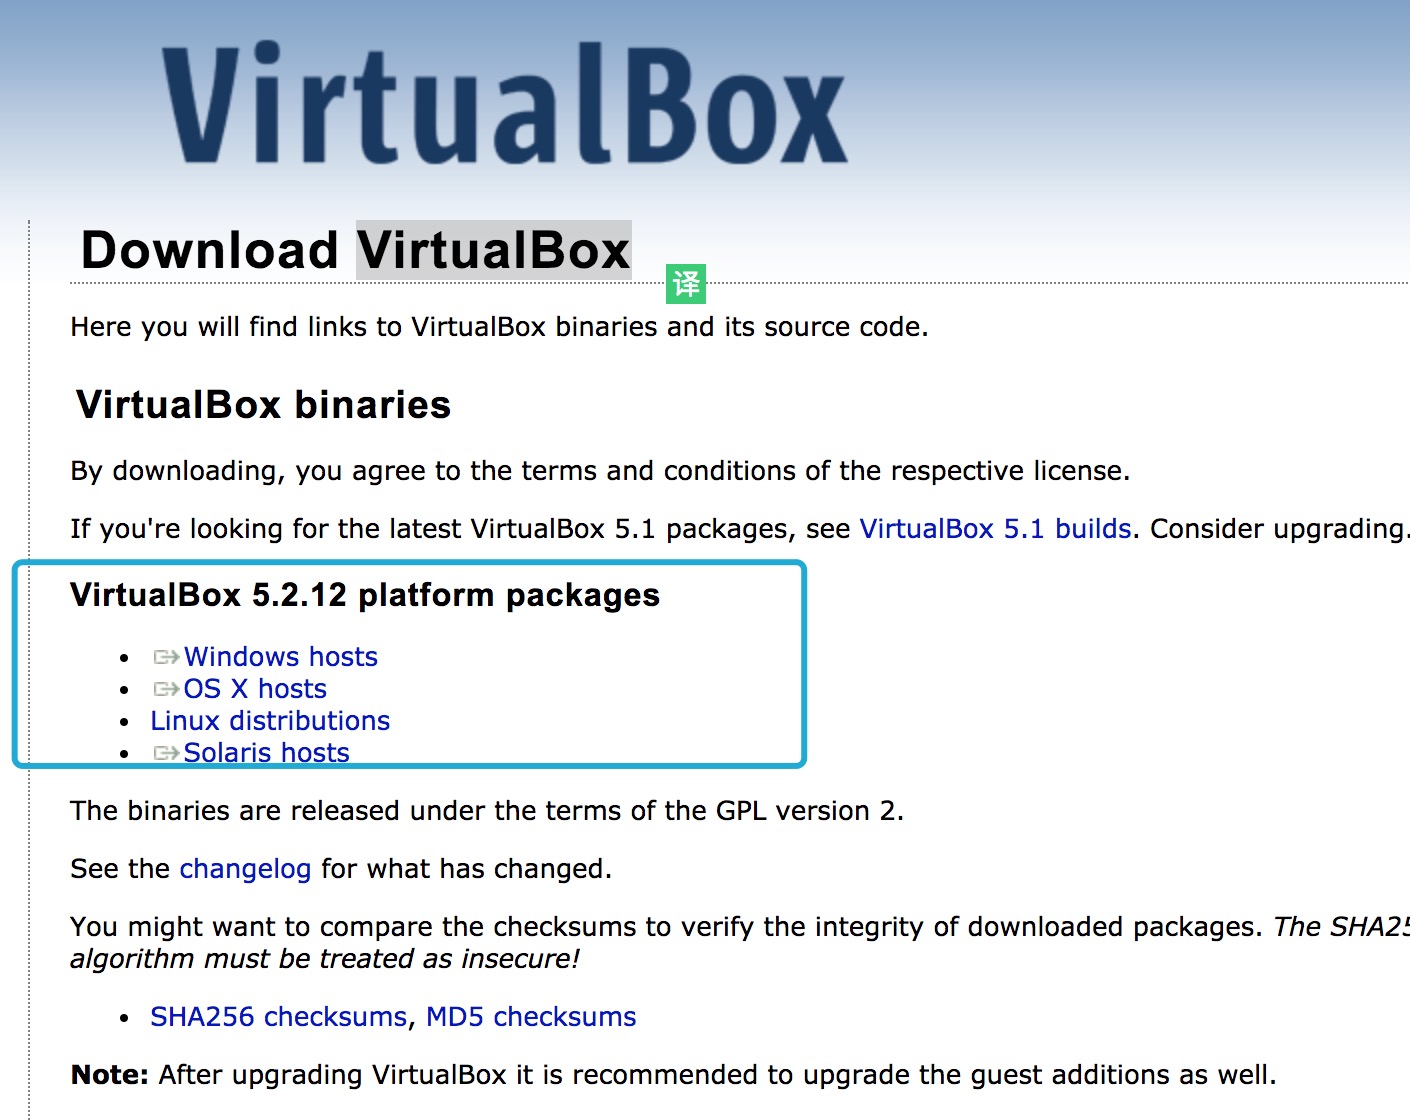 VirtualBox
Download VirtualBox
译
Here you will find links to VirtualBox binaries and its source code.
VirtualBox binaries
By downloading, you agree to the terms and conditions of the respective license.
If you're looking for the latest VirtualBox 5.1 packages, see VirtualBox 5.1 builds. Consider upgrading.
VirtualBox 5.2.12 platform packages
• Windows hosts
• OS X hosts
• Linux distributions
• Solaris hosts
The binaries are released under the terms of the GPL version 2.
See the changelog for what has changed.
You might want to compare the checksums to verify the integrity of downloaded packages. The SHA25
algorithm must be treated as insecure!
• SHA256 checksums, MD5 checksums
Note: After upgrading VirtualBox it is recommended to upgrade the guest additions as well.